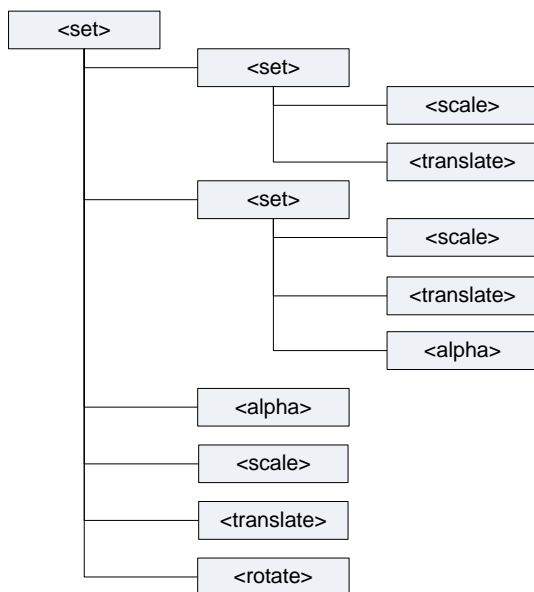 <set>
<set>
<scale>
<translate>
<set>
<scale>
<translate>
<alpha>
<alpha>
<scale>
<translate>
<rotate>